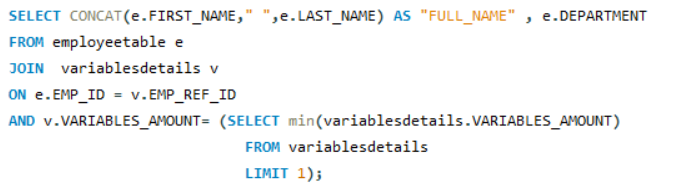 SELECT CONCAT(e.FIRST_NAME," ",e.LAST_NAME) AS "FULL_NAME" , e.DEPARTMENT
FROM employeetable e
JOIN  variablesdetails v
ON e.EMP_ID = v.EMP_REF_ID
AND v.VARIABLES_AMOUNT= (SELECT min(variablesdetails.VARIABLES_AMOUNT)
FROM variablesdetails
LIMIT 1);